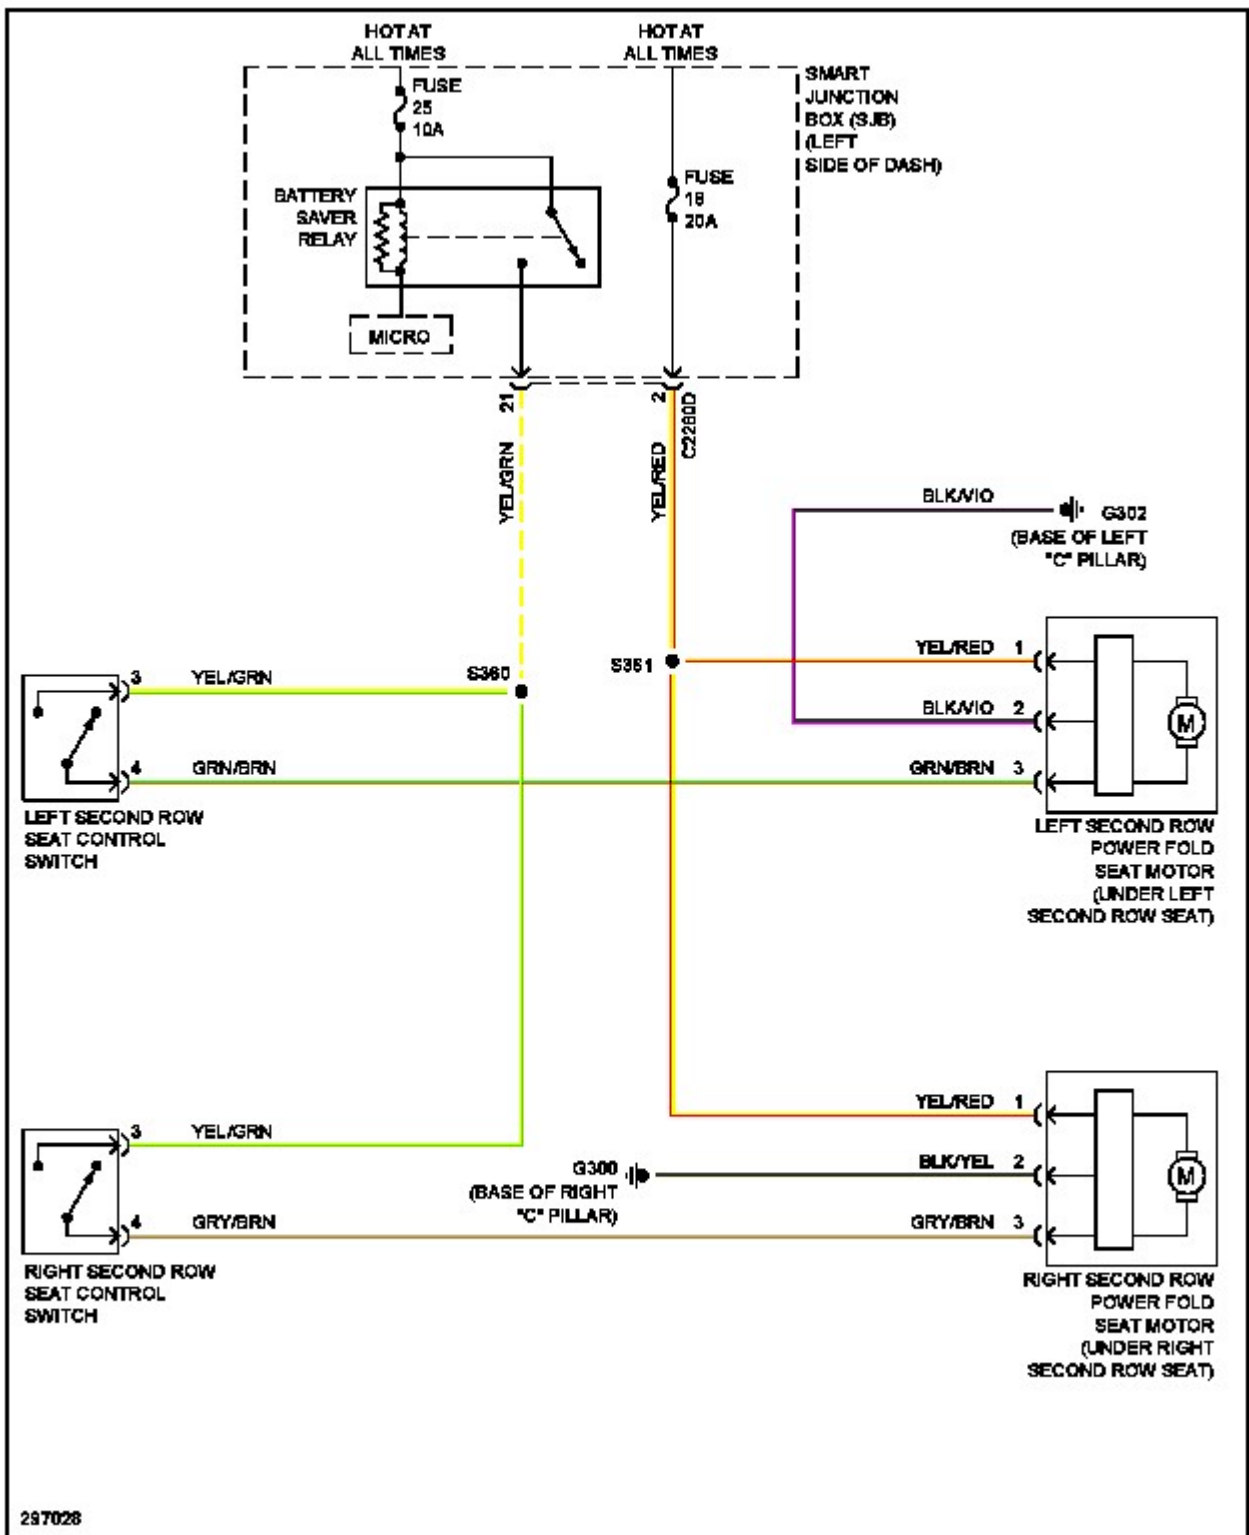 HOT AT
ALL TIMES
HOT AT
ALL TIMES
SMART
JUNCTION
BOX (SJB)
(LEFT
SIDE OF DASH)
FUSE
25
10A
FUSE
18
20A
BATTERY
SAVER
RELAY
MICRO
21
2
C2280D
YEL/GRN
YEL/RED
BLK/VIO
G302
(BASE OF LEFT
"C" PILLAR)
S360
S361
3
YEL/GRN
4
GRN/BRN
LEFT SECOND ROW
SEAT CONTROL
SWITCH
YEL/RED 1
BLK/VIO 2
GRN/BRN 3
M
LEFT SECOND ROW
POWER FOLD
SEAT MOTOR
(UNDER LEFT
SECOND ROW SEAT)
3
YEL/GRN
4
GRY/BRN
RIGHT SECOND ROW
SEAT CONTROL
SWITCH
G300
(BASE OF RIGHT
"C" PILLAR)
YEL/RED 1
BLK/YEL 2
GRY/BRN 3
M
RIGHT SECOND ROW
POWER FOLD
SEAT MOTOR
(UNDER RIGHT
SECOND ROW SEAT)
297028